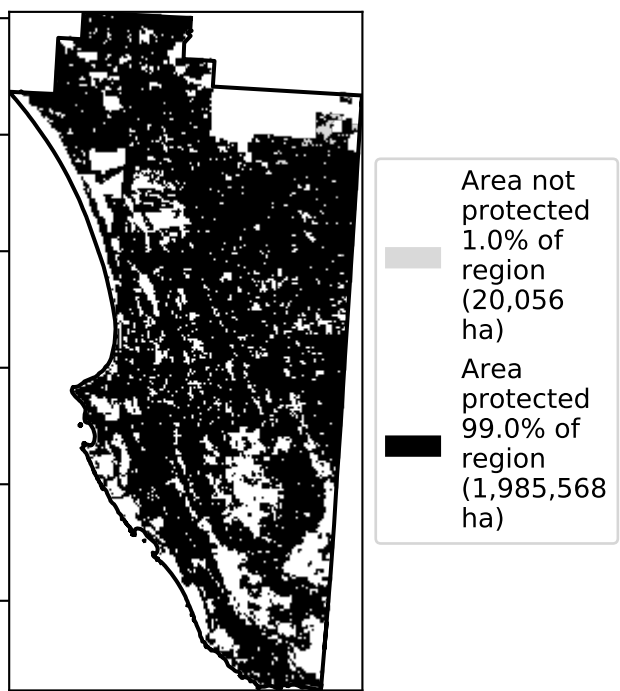 Area not
protected
1.0% of
region
(20,056
ha)
Area
protected
99.0% of
region
(1,985,568
ha)